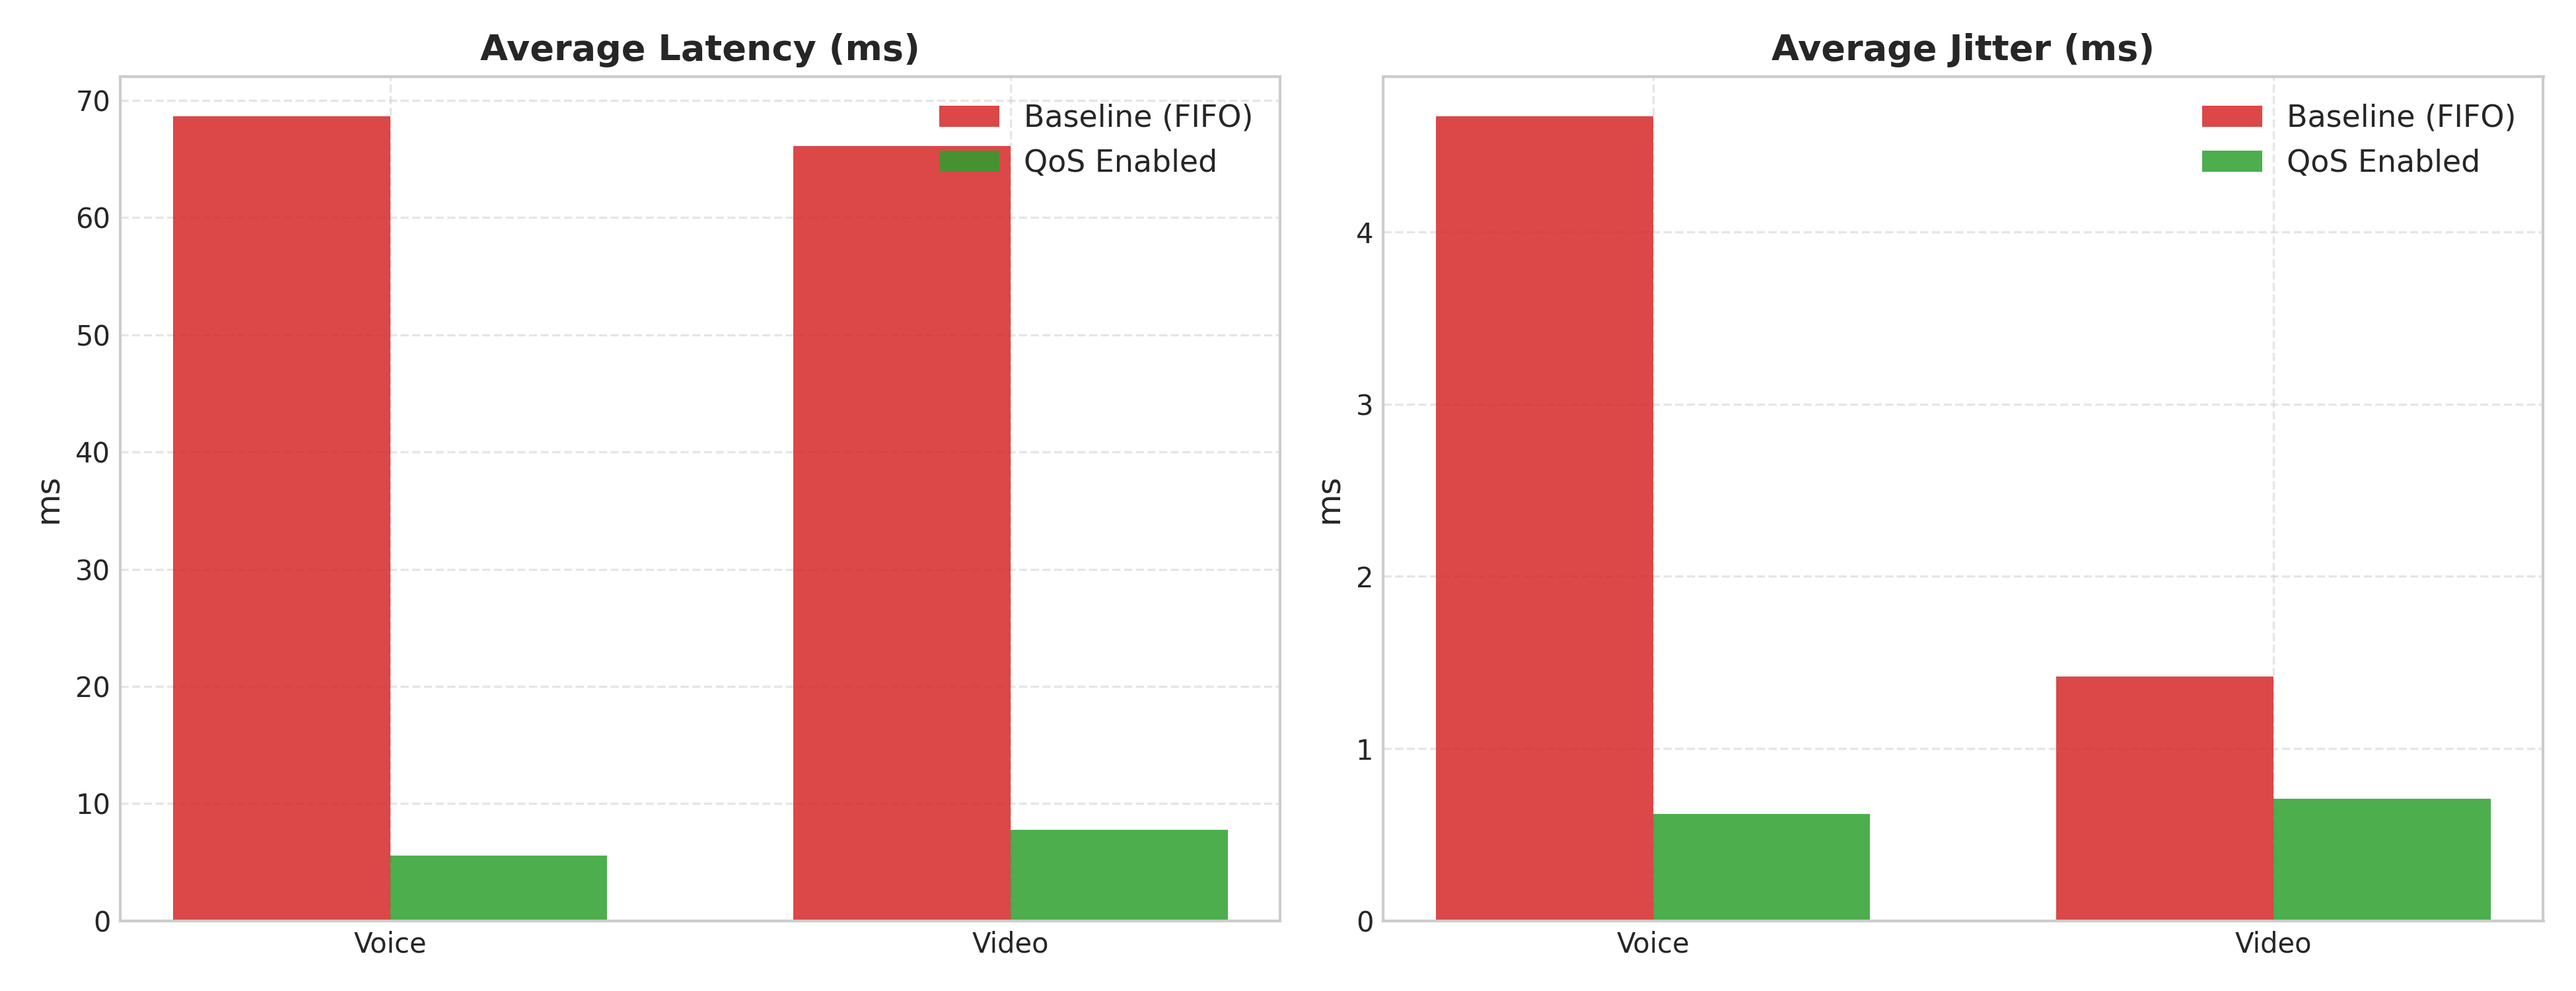 Average Latency (ms)
70
60
50
40
30
20
10
0
ms
Voice
Video
Baseline (FIFO)
QoS Enabled
Average Jitter (ms)
4
3
2
1
0
ms
Voice
Video
Baseline (FIFO)
QoS Enabled